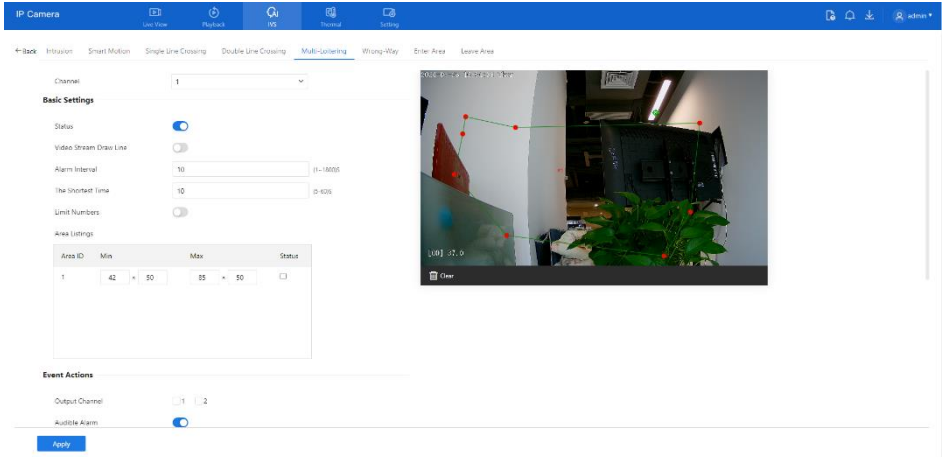 IP Camera
Live View Playback IVS Thermal Setting admin
Back Intrusion Smart Motion Single Line Crossing Double Line Crossing Multi-Loitering Wrong-Way Enter Area Leave Area
Channel 1
Basic Settings
Status
Video Stream Draw Line
Alarm Interval 10 (1~1800)S
The Shortest Time 10
Limit Numbers
Area Listings
Area ID Min Max Status
1 42 × 50 85 × 50
[00] 37.0
Clear
Event Actions
Output Channel 1 2
Audible Alarm
Apply